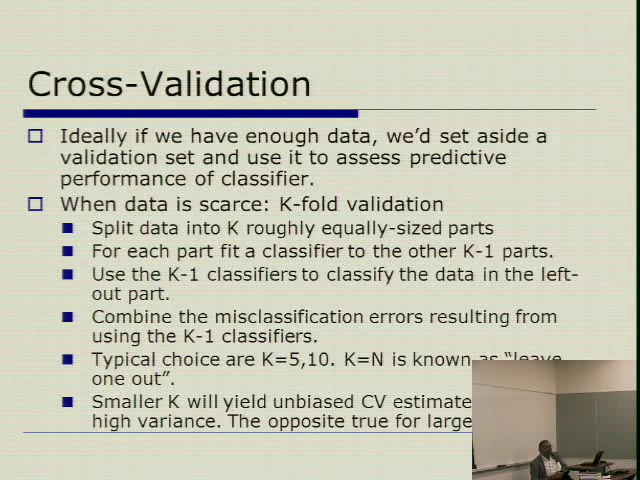 Cross-Validation
Ideally if we have enough data, we'd set aside a
validation set and use it to assess predictive
performance of classifier.
When data is scarce: K-fold validation
Split data into K roughly equally-sized parts
For each part fit a classifier to the other K-1 parts.
Use the K-1 classifiers to classify the data in the left-
out part.
Combine the misclassification errors resulting from
using the K-1 classifiers.
Typical choice are K=5,10. K=N is known as "leave
one out".
Smaller K will yield unbiased CV estimate
high variance. The opposite true for large